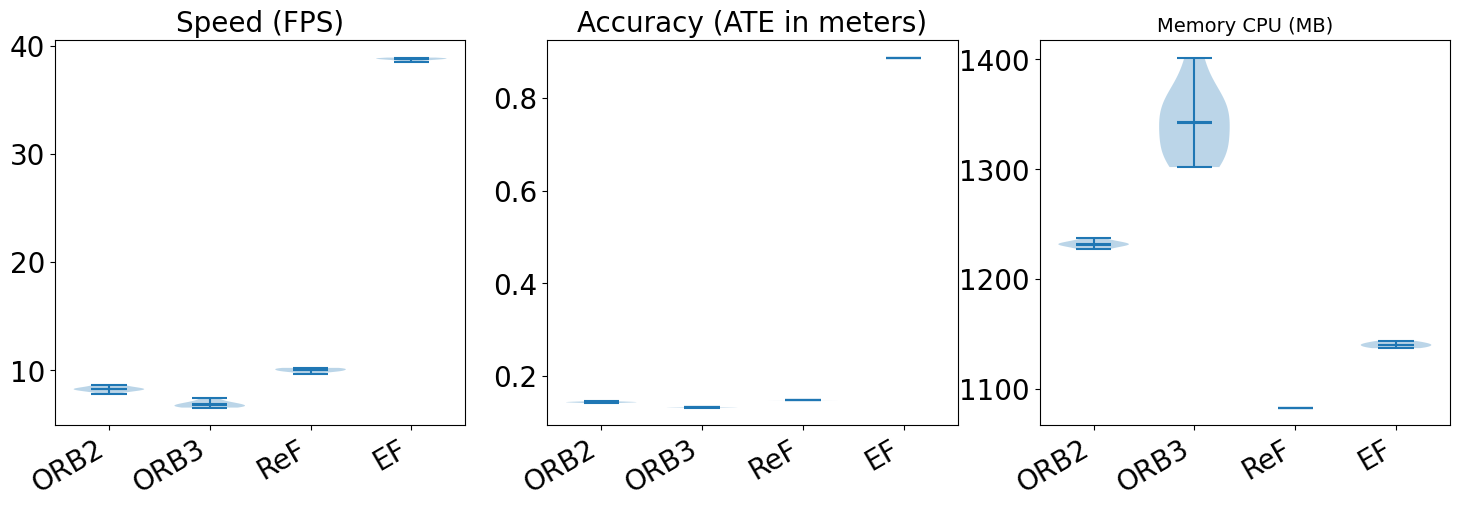 Speed (FPS)
40
30
20
10
ORB2
ORB3
ReF
EF
Accuracy (ATE in meters)
0.8
0.6
0.4
0.2
ORB2
ORB3
ReF
EF
Memory CPU (MB)
1400
1300
1200
1100
ORB2
ORB3
ReF
EF